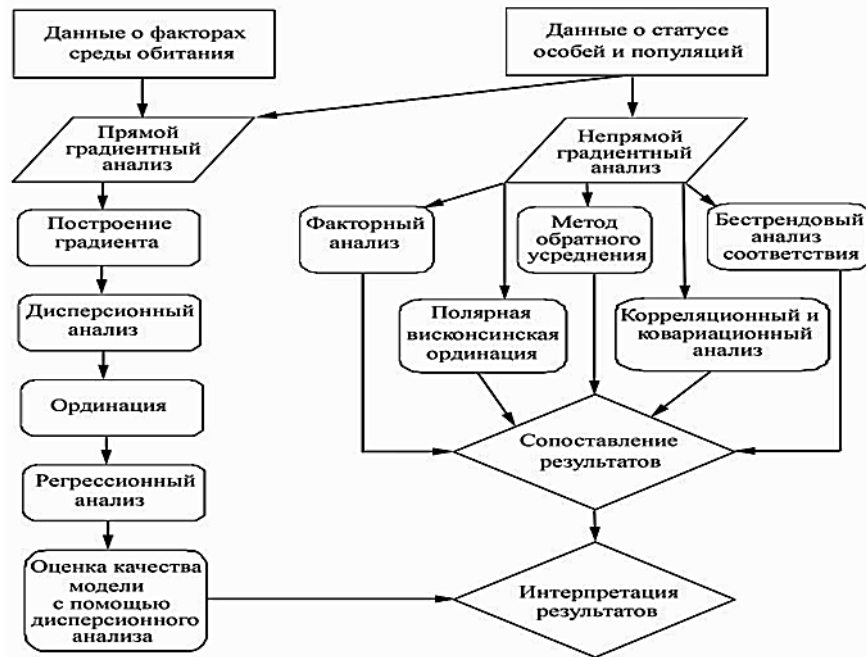 Данные о факторах
среды обитания
Данные о статусе
особей и популяций
Прямой
градиентный
анализ
Непрямой
градиентный
анализ
Построение
градиента
Факторный
анализ
Метод
обратного
усреднения
Бестрендовый
анализ
соответствия
Дисперсионный
анализ
Полярная
висконсинская
ординация
Корреляционный и
ковариационный
анализ
Ординация
Сопоставление
результатов
Регрессионный
анализ
Оценка качества
модели
с помощью
дисперсионного
анализа
Интерпретация
результатов